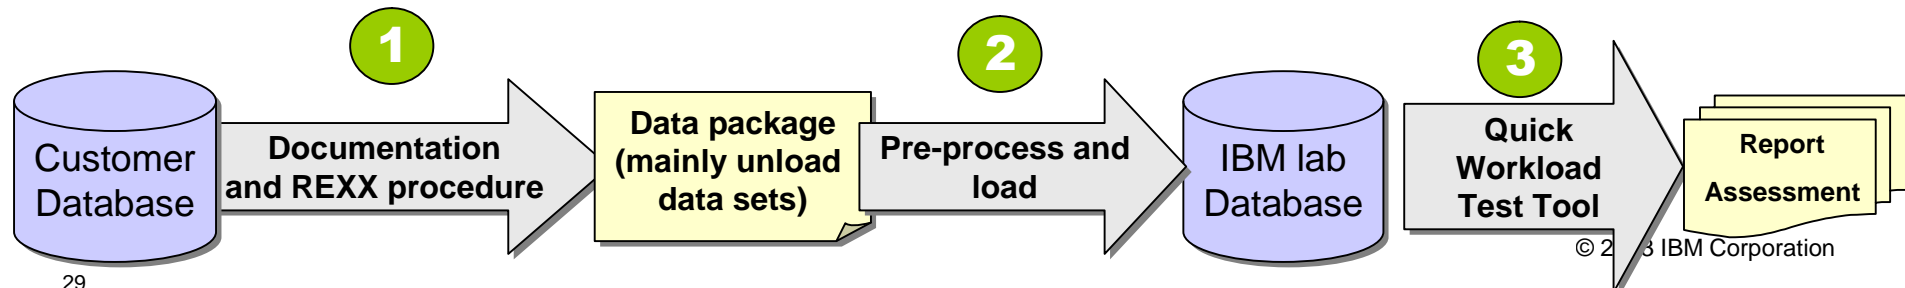 1
2
3
Customer
Database
Documentation
and REXX procedure
Data package
(mainly unload
data sets)
Pre-process and
load
IBM lab
Database
Quick
Workload
Test Tool
Report
Assessment
© IBM Corporation
29